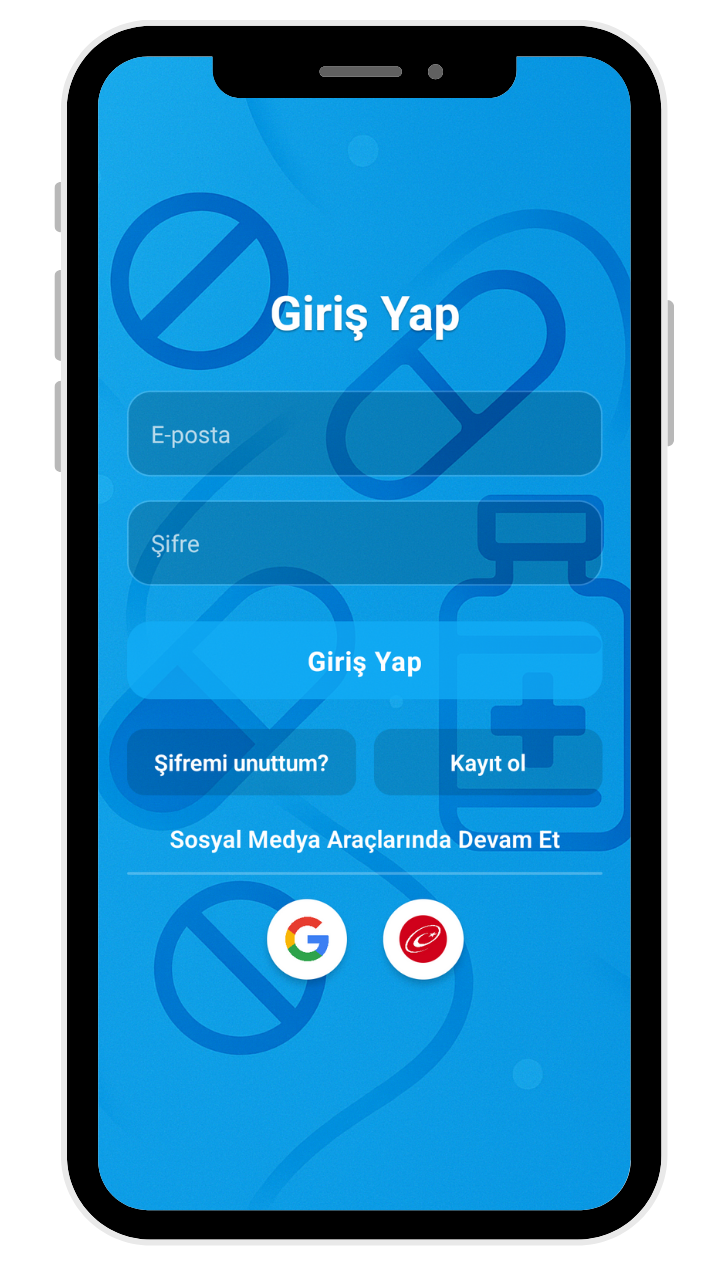 Giriş Yap
E-posta
Şifre
Giriş Yap
Şifremi unuttum?
Kayıt ol
Sosyal Medya Araçlarında Devam Et